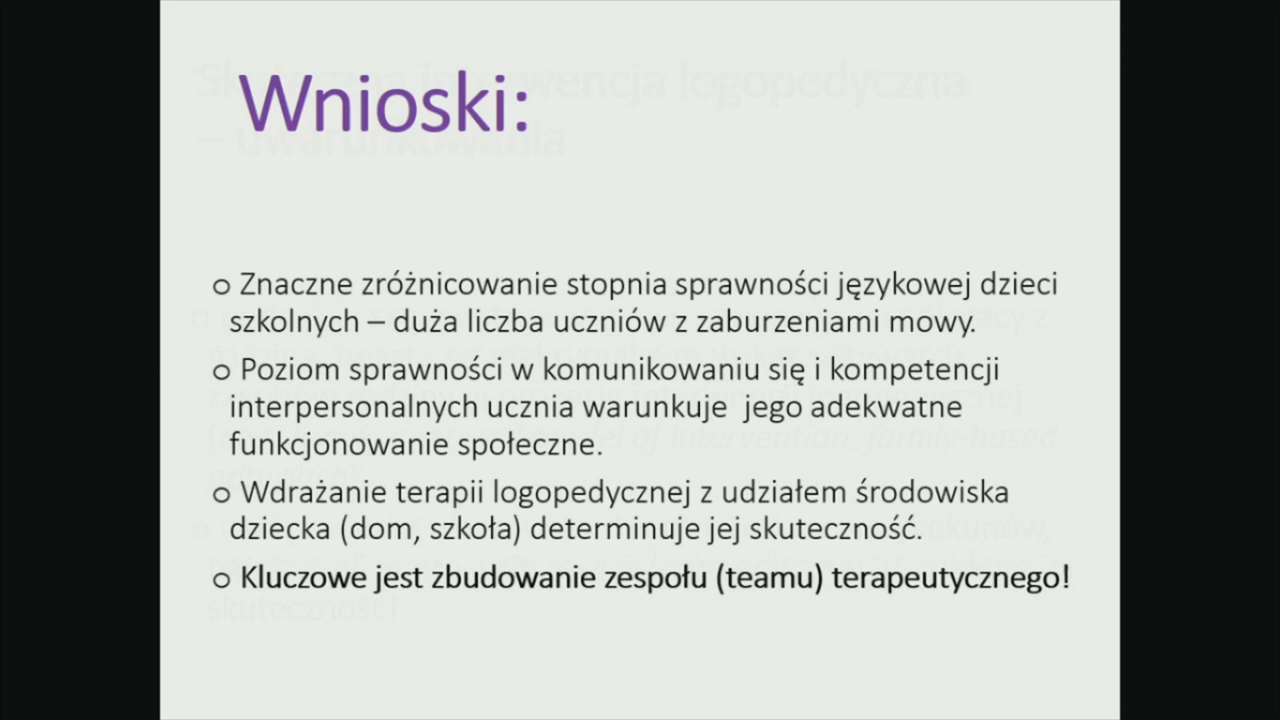 Wnioski:
o Znaczne zróżnicowanie stopnia sprawności językowej dzieci
szkolnych – duża liczba uczniów z zaburzeniami mowy.
o Poziom sprawności w komunikowaniu się i kompetencji
interpersonalnych ucznia warunkuje jego adekwatne
funkcjonowanie społeczne.
o Wdrażanie terapii logopedycznej z udziałem środowiska
dziecka (dom, szkoła) determinuje jej skuteczność.
o Kluczowe jest zbudowanie zespołu (teamu) terapeutycznego!